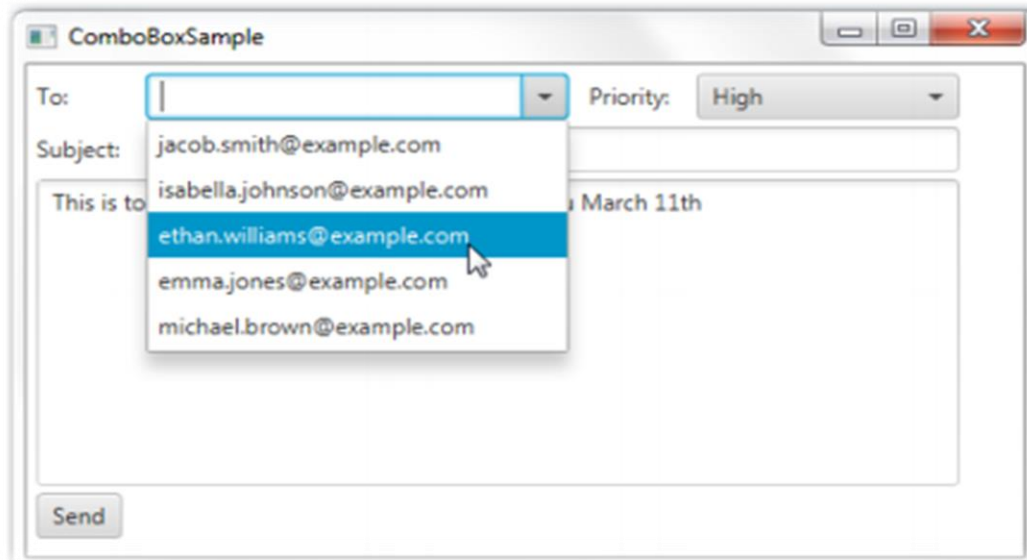 ComboBoxSample
To: Priority: High
Subject:
jacob.smith@example.com
isabella.johnson@example.com
This is to March 11th
ethan.williams@example.com
emma.jones@example.com
michael.brown@example.com
Send